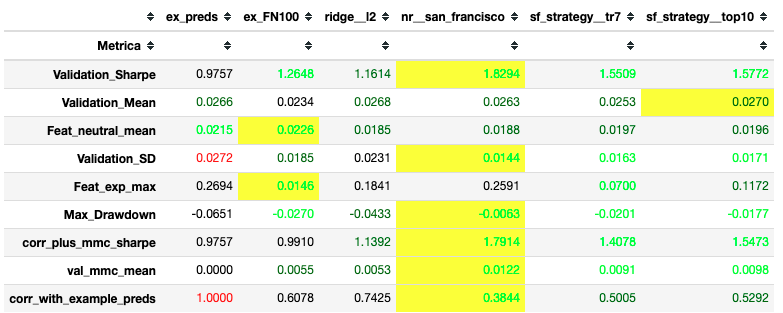 ex_preds ex_FN100 ridge__l2 nr__san_francisco sf_strategy__tr7 sf_strategy__top10
Metrica
Validation_Sharpe 0.9757 1.2648 1.1614 1.8294 1.5509 1.5772
Validation_Mean 0.0266 0.0234 0.0268 0.0263 0.0253 0.0270
Feat_neutral_mean 0.0215 0.0226 0.0185 0.0188 0.0197 0.0196
Validation_SD 0.0272 0.0185 0.0231 0.0144 0.0163 0.0171
Feat_exp_max 0.2694 0.0146 0.1841 0.2591 0.0700 0.1172
Max_Drawdown -0.0651 -0.0270 -0.0433 -0.0053 -0.0201 -0.0177
corr_plus_mmc_sharpe 0.9757 0.9910 1.1392 1.7914 1.4078 1.5473
val_mmc_mean 0.0000 0.0055 0.0053 0.0122 0.0091 0.0098
corr_with_example_preds 1.0000 0.6078 0.7425 0.3844 0.5005 0.5292